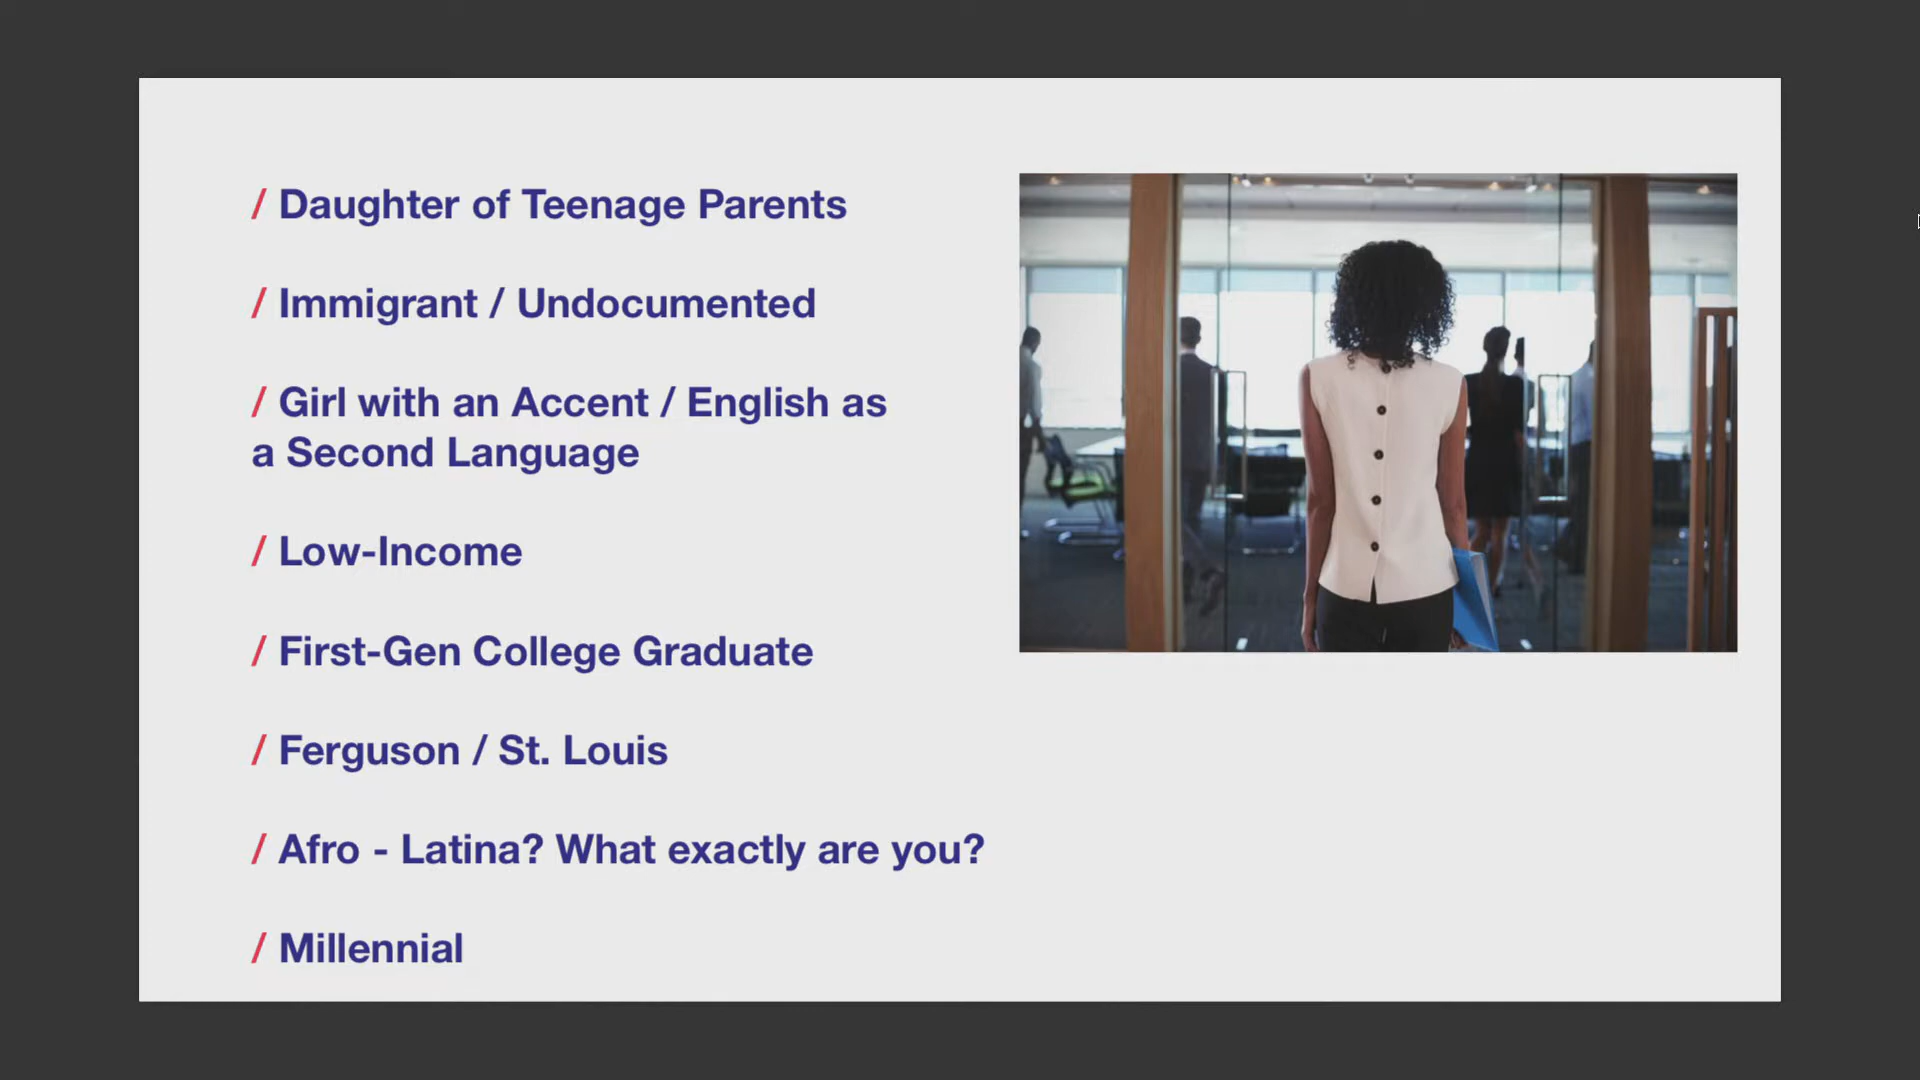 / Daughter of Teenage Parents
/ Immigrant / Undocumented
/ Girl with an Accent / English as
a Second Language
/ Low-Income
/ First-Gen College Graduate
/ Ferguson / St. Louis
/ Afro - Latina? What exactly are you?
/ Millennial